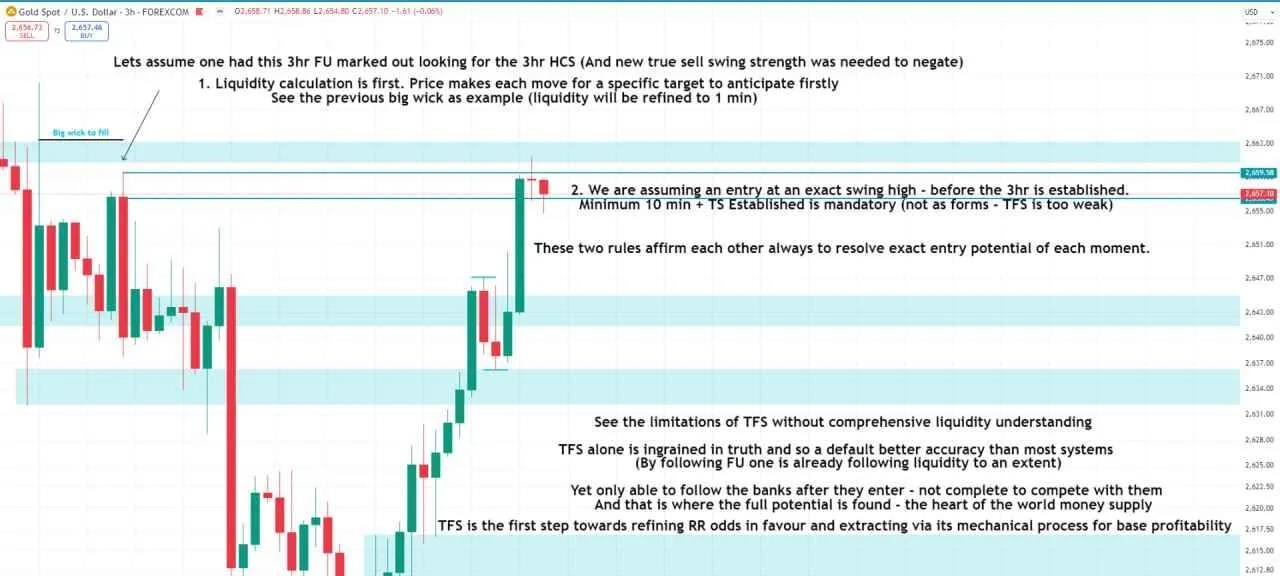 Gold Spot / U.S. Dollar · 3h · FOREXCOM O2,658.71 H2,658.86 L2,654.80 C2,657.10 −1.61 (−0.06%)
USD
2,656.73 SELL
73
2,657.46 BUY
Lets assume one had this 3hr FU marked out looking for the 3hr HCS (And new true sell swing strength was needed to negate)
1. Liquidity calculation is first. Price makes each move for a specific target to anticipate firstly
See the previous big wick as example (liquidity will be refined to 1 min)
Big wick to fill
2. We are assuming an entry at an exact swing high - before the 3hr is established.
Minimum 10 min + TS Established is mandatory (not as forms - TFS is too weak)
These two rules affirm each other always to resolve exact entry potential of each moment.
See the limitations of TFS without comprehensive liquidity understanding
TFS alone is ingrained in truth and so a default better accuracy than most systems
(By following FU one is already following liquidity to an extent)
Yet only able to follow the banks after they enter - not complete to compete with them
And that is where the full potential is found - the heart of the world money supply
TFS is the first step towards refining RR odds in favour and extracting via its mechanical process for base profitability
2,675.00
2,671.00
2,667.00
2,663.00
2,659.58
2,657.10
2,655.00
2,651.00
2,647.00
2,643.00
2,640.00
2,637.00
2,634.00
2,631.00
2,628.00
2,625.00
2,622.50
2,620.00
2,617.50
2,615.00
2,612.80